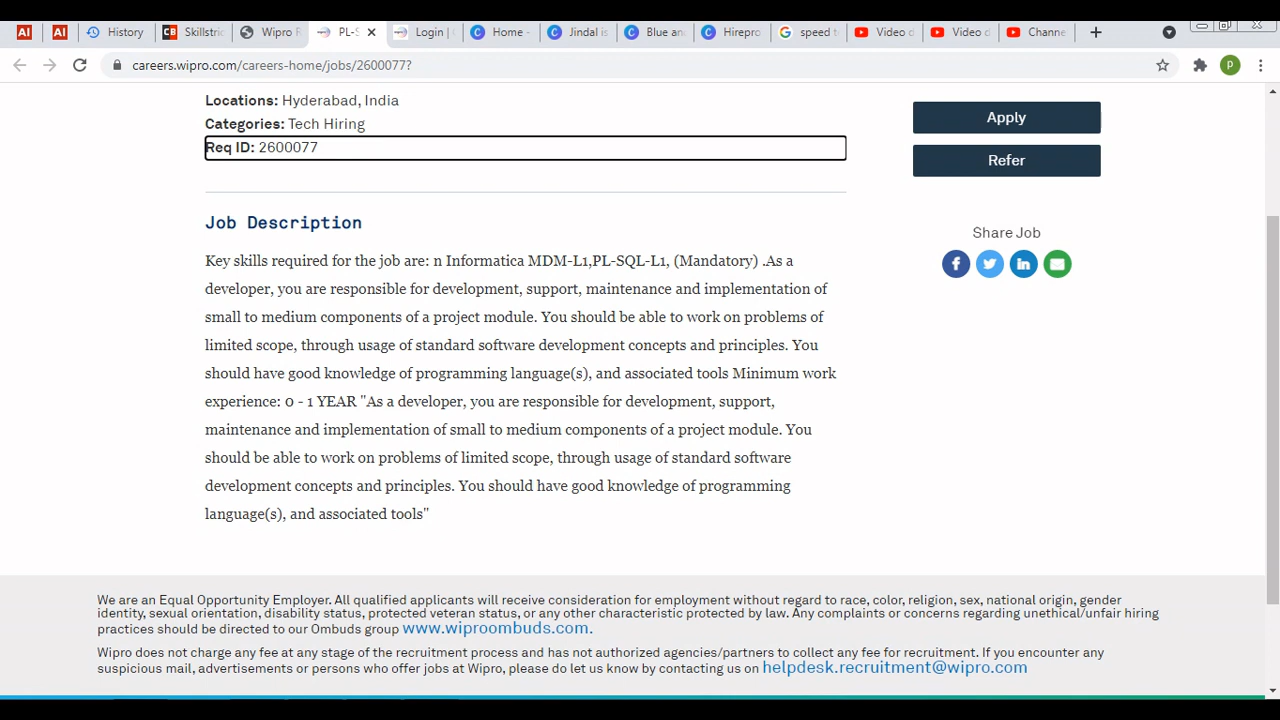 AI
AI
History
CB
Skillstric
Wipro R
PL-S
Login | C
Home -
Jindal is
Blue an
Hirepro
speed t
Video d
Video d
Channe
careers.wipro.com/careers-home/jobs/2600077?
p
Locations: Hyderabad, India
Categories: Tech Hiring
Req ID: 2600077
Apply
Refer
Share Job
Job Description
Key skills required for the job are: n Informatica MDM-L1,PL-SQL-L1, (Mandatory) .As a
developer, you are responsible for development, support, maintenance and implementation of
small to medium components of a project module. You should be able to work on problems of
limited scope, through usage of standard software development concepts and principles. You
should have good knowledge of programming language(s), and associated tools Minimum work
experience: 0 - 1 YEAR "As a developer, you are responsible for development, support,
maintenance and implementation of small to medium components of a project module. You
should be able to work on problems of limited scope, through usage of standard software
development concepts and principles. You should have good knowledge of programming
language(s), and associated tools"
We are an Equal Opportunity Employer. All qualified applicants will receive consideration for employment without regard to race, color, religion, sex, national origin, gender
identity, sexual orientation, disability status, protected veteran status, or any other characteristic protected by law. Any complaints or concerns regarding unethical/unfair hiring
practices should be directed to our Ombuds group www.wiproombuds.com.
Wipro does not charge any fee at any stage of the recruitment process and has not authorized agencies/partners to collect any fee for recruitment. If you encounter any
suspicious mail, advertisements or persons who offer jobs at Wipro, please do let us know by contacting us on helpdesk.recruitment@wipro.com